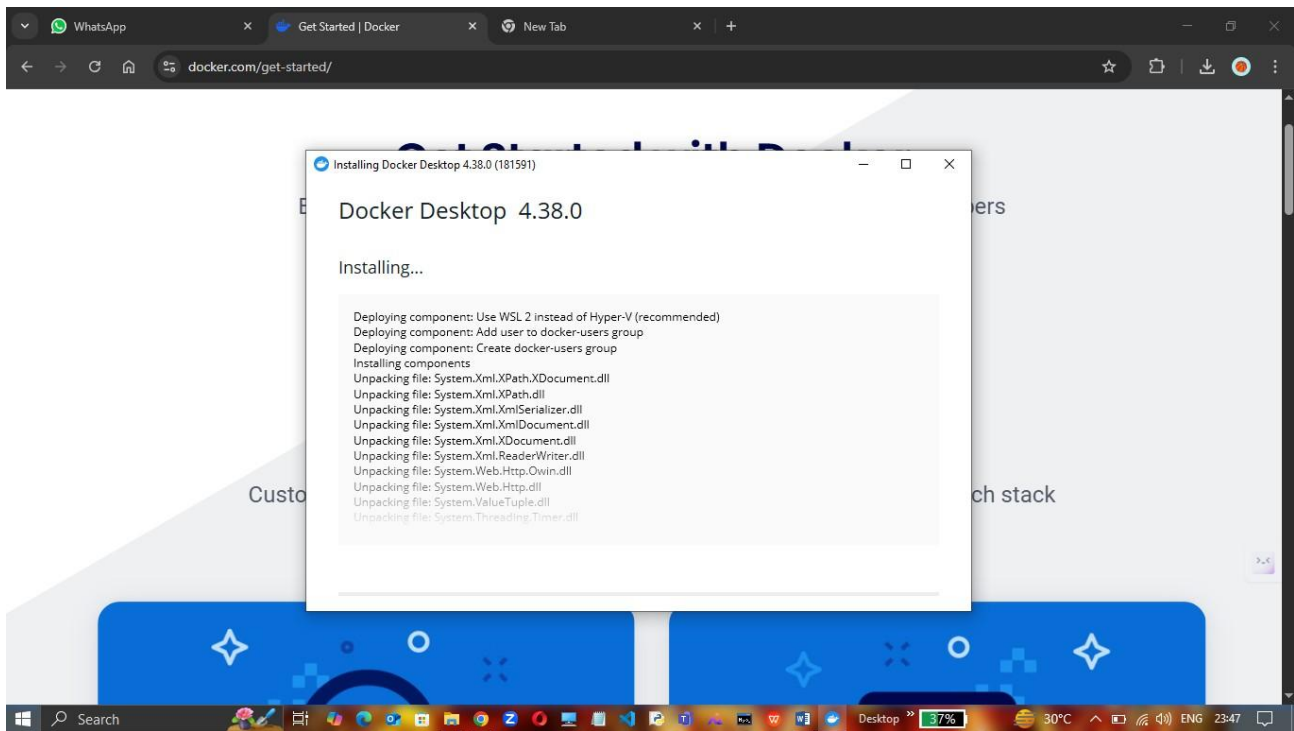 WhatsApp
Get Started | Docker
New Tab
docker.com/get-started/
Installing Docker Desktop 4.38.0 (181591)
ers
Docker Desktop 4.38.0
Installing...
Deploying component: Use WSL 2 instead of Hyper-V (recommended)
Deploying component: Add user to docker-users group
Deploying component: Create docker-users group
Installing components
Unpacking file: System.Xml.XPath.XDocument.dll
Unpacking file: System.Xml.XPath.dll
Unpacking file: System.Xml.XmlSerializer.dll
Unpacking file: System.Xml.XmlDocument.dll
Unpacking file: System.Xml.XDocument.dll
Unpacking file: System.Xml.ReaderWriter.dll
Unpacking file: System.Web.Http.Owin.dll
Unpacking file: System.Web.Http.dll
Unpacking file: System.ValueTuple.dll
Unpacking file: System.Threading.Timer.dll
Custo
ch stack
Search
Desktop
37%
30°C
ENG
23:47